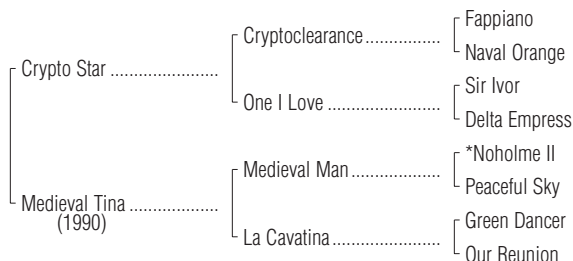 Fappiano
Cryptoclearance
Naval Orange
Crypto Star
Sir Ivor
One I Love
Delta Empress
*Noholme II
Medieval Man
Peaceful Sky
Medieval Tina
(1990)
Green Dancer
La Cavatina
Our Reunion